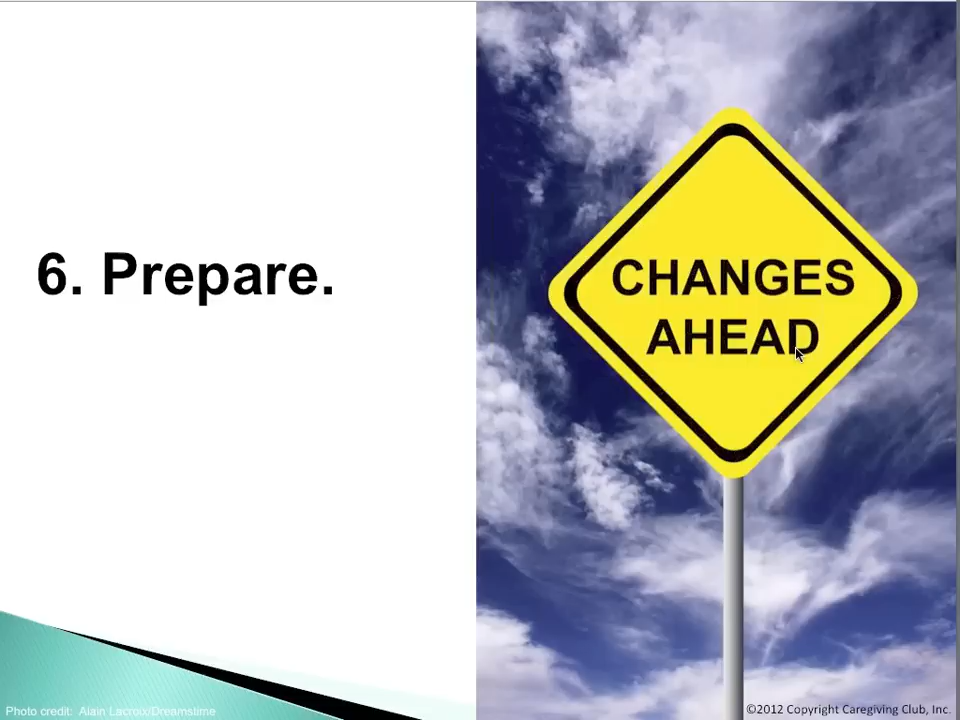 6. Prepare.
CHANGES
AHEAD
Photo credit: Alain Lacroix/Dreamstime
©2012 Copyright Caregiving Club, Inc.